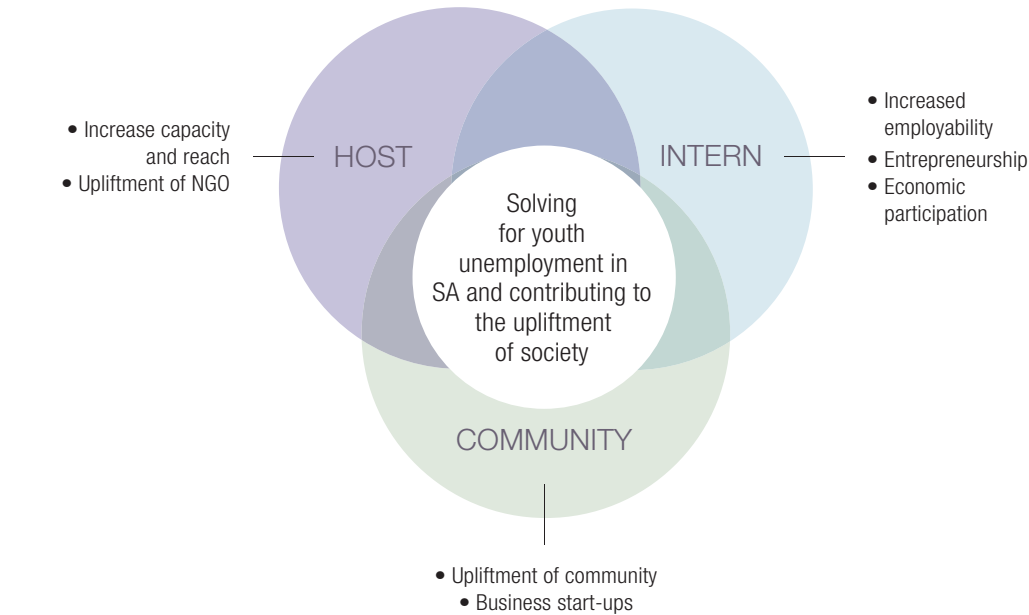 • Increase capacity
and reach
• Upliftment of NGO
HOST
INTERN
• Increased
employability
• Entrepreneurship
• Economic
participation
Solving
for youth
unemployment in
SA and contributing to
the upliftment
of society
COMMUNITY
• Upliftment of community
• Business start-ups